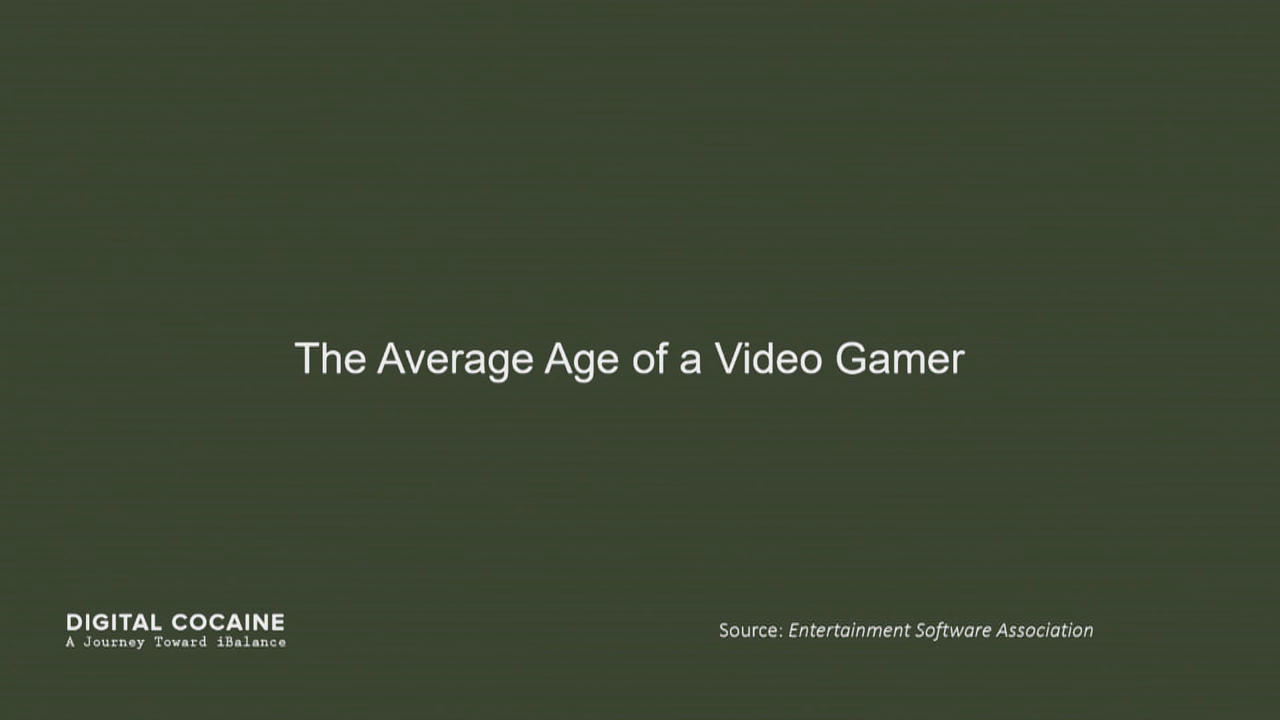 The Average Age of a Video Gamer
DIGITAL COCAINE
A Journey Toward iBalance
Source: Entertainment Software Association